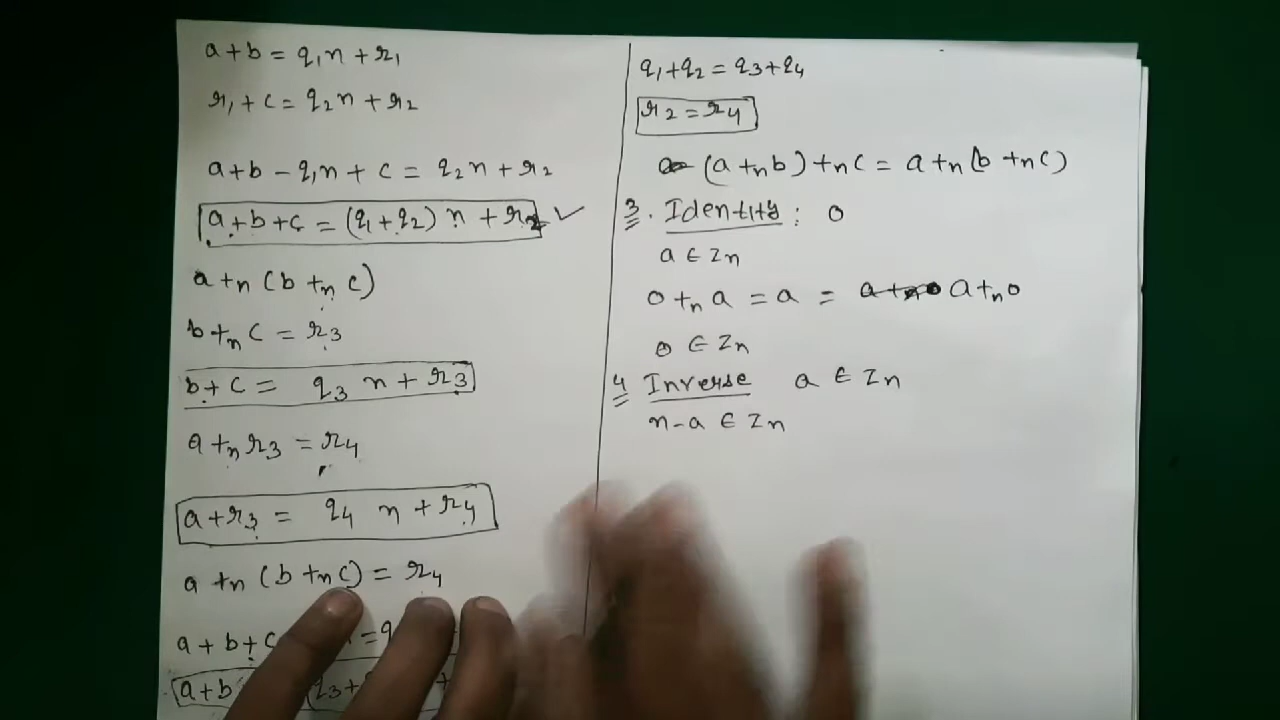 a+b = q₁n + r₁
r₁ + c = q₂n + r₂
a+b - q₁n + c = q₂n + r₂
a+b+c = (q₁+q₂) n + r₂ ✓
a +n (b +n c)
b +n c = r₃
b + c = q₃ n + r₃
a +n r₃ = r₄
a + r₃ = q₄ n + r₄
a +n (b +n c) = r₄
a + b + c
a + b
q₁+q₂ = q₃+q₄
r₂ = r₄
(a +n b) +n c = a +n (b +n c)
3. Identity : 0
a ∈ Zn
0 +n a = a = a +n 0
0 ∈ Zn
4 Inverse a ∈ Zn
n-a ∈ Zn